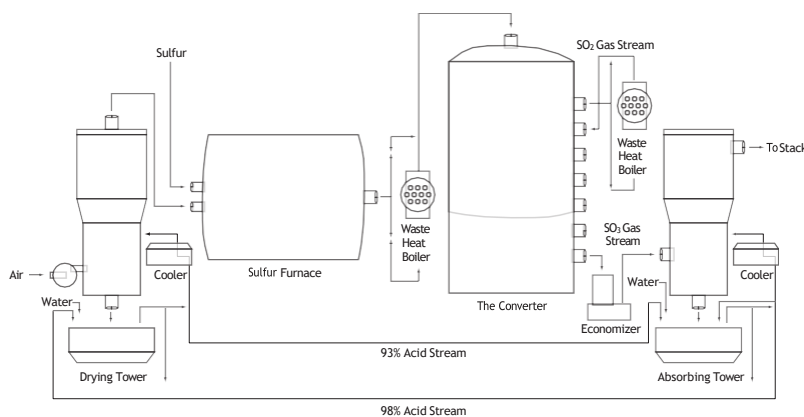 SO₂ Gas Stream
Sulfur
Waste
Heat
Boiler
To Stack
Waste
Heat
Boiler
SO₃ Gas
Stream
Air
Cooler
Sulfur Furnace
Water
Cooler
Water
The Converter
Economizer
93% Acid Stream
Drying Tower
Absorbing Tower
98% Acid Stream